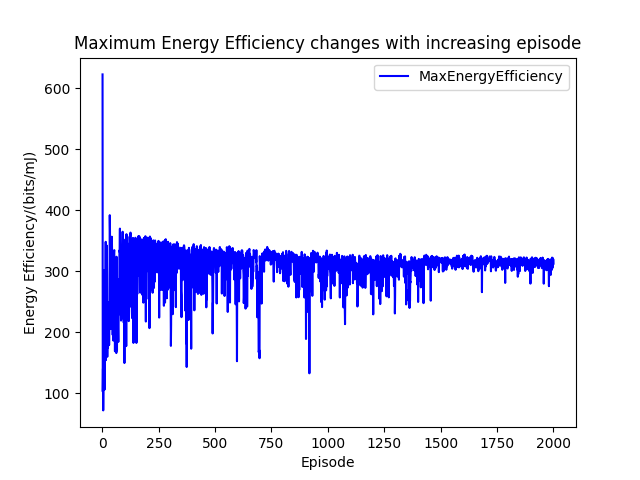 Maximum Energy Efficiency changes with increasing episode
MaxEnergyEfficiency
Energy Efficiency/(bits/mJ)
600
500
400
300
200
100
0 250 500 750 1000 1250 1500 1750 2000
Episode